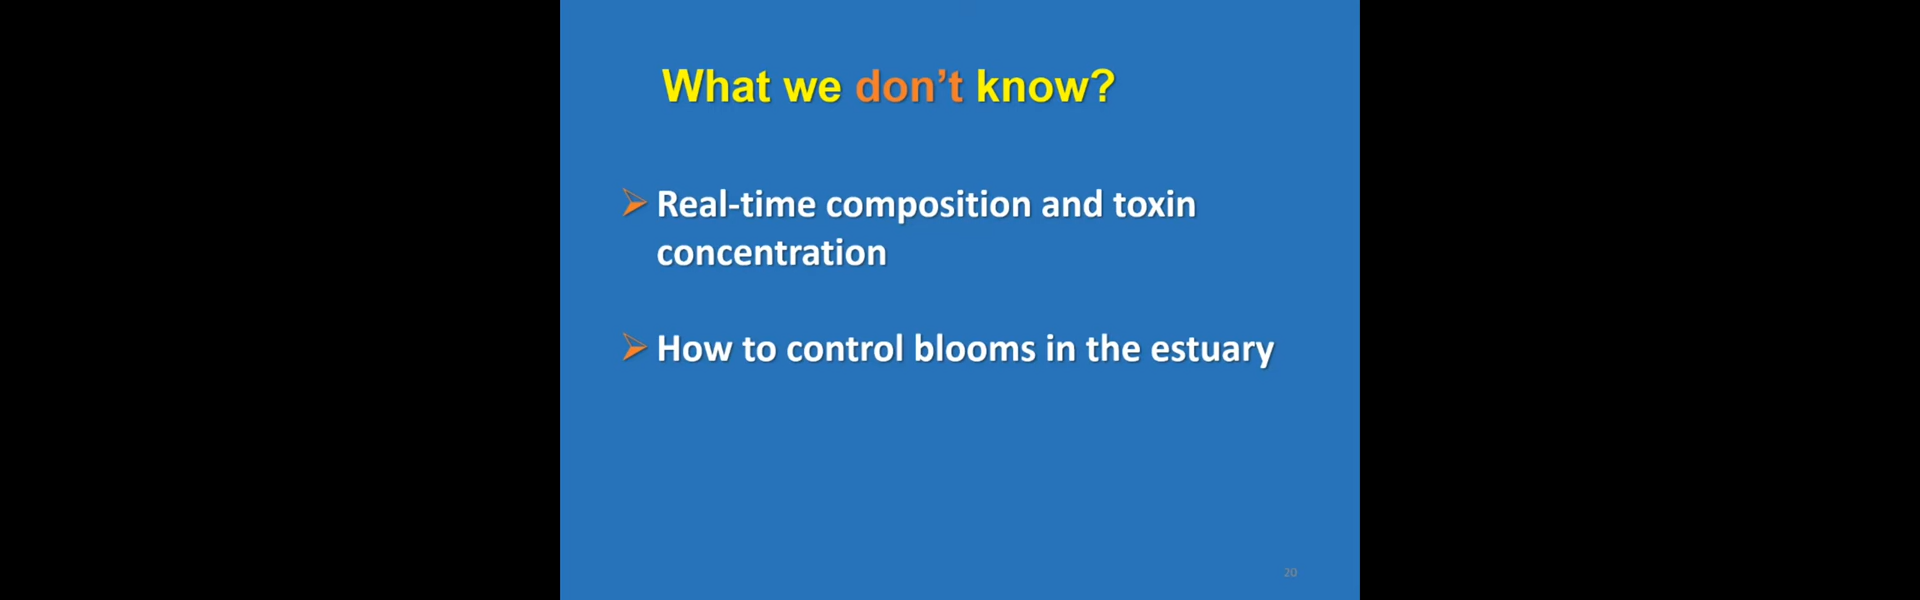 What we don’t know?
➢ Real-time composition and toxin
concentration
➢ How to control blooms in the estuary
20